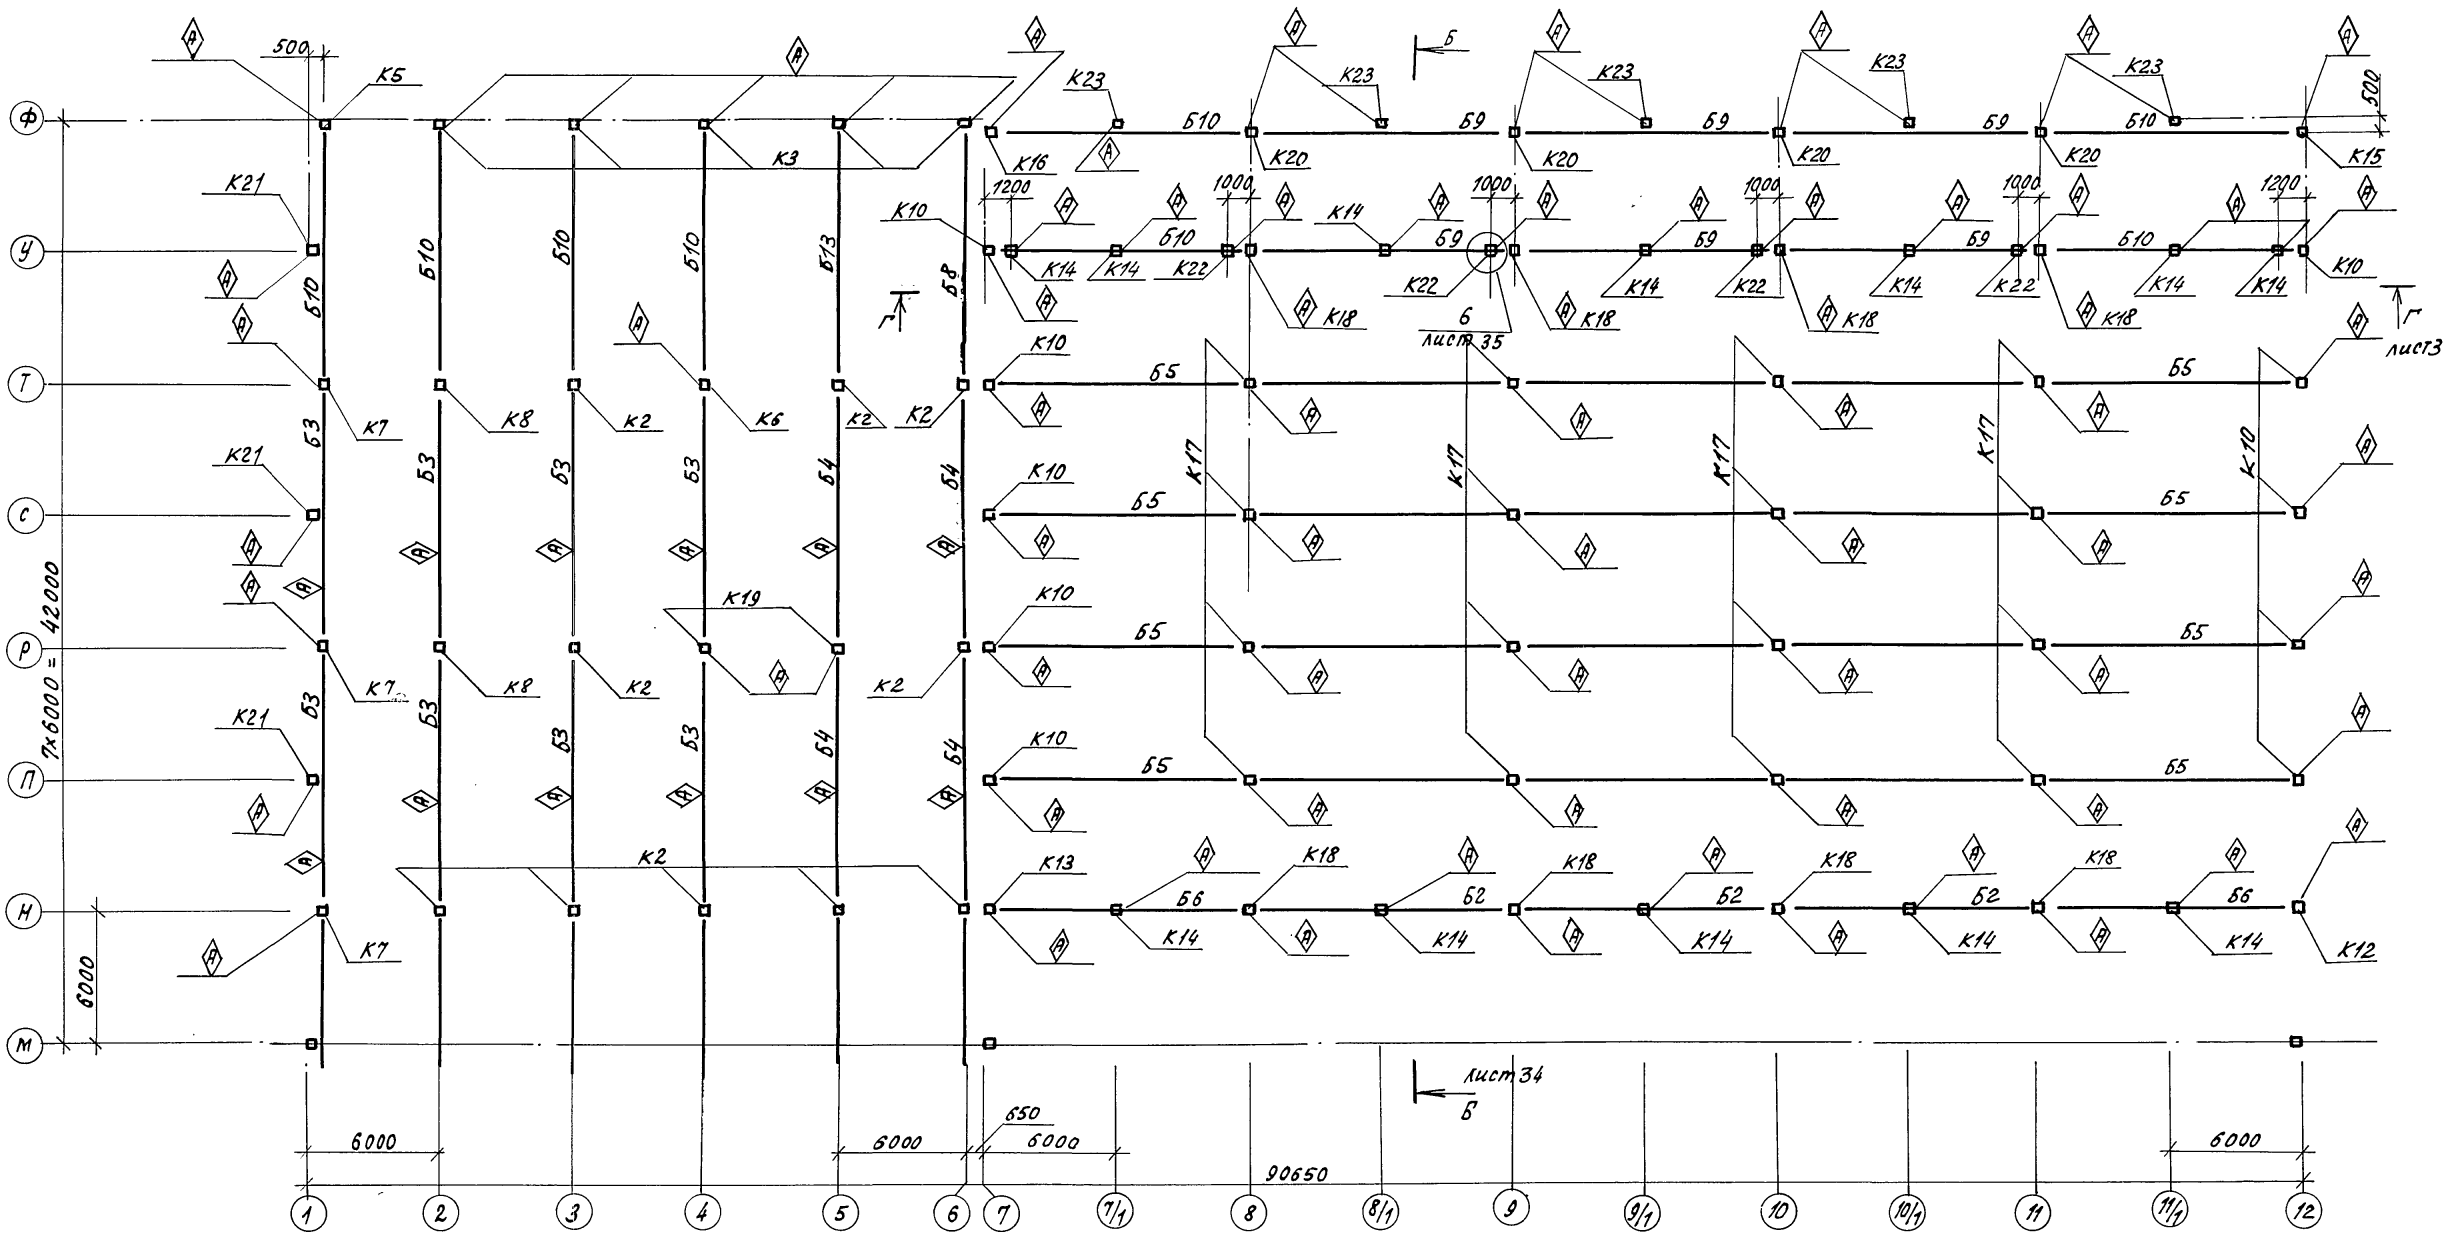 А А А А А А А А
500 К5 Б
К23 К23 К23 К23 К23 500
Ф Б10 Б9 Б9 Б9 Б10
К3 К16 А К20 К20 К20 К20 К15
К21 1200 1000 1000 1000 1000 1200
А А А А А А А А А А А
К10 К14
У Б10 Б10 Б10 Б10 Б13 Б8 Б10 Б9 Б9 Б9 Б10
К14 К14 К22 К22 К14 К22 К14 К22 К14 К14 К10
А Г А А К18 А К18 А К18 А К18 Г
А А 6 А
лист 35 лист3
К10
Т Б5 Б5
К7 К8 К2 К6 К2 К2 А А А А А
Б3 Б3 Б3 Б3 Б4 Б4 К17 К17 К17 К17 К10
К21 К10 А
С Б5 Б5
А А А А А А А А А А А
А А А
К19 К10
7×6000 = 42000
Р Б5 Б5
К7 К8 К2 А К2 А А А А А
Б3 Б3 Б3 Б3 Б4 Б4
К21 К10 А
П Б5 Б5
А А А А А А А А А А А
А К2 К13 А К18 А К18 А К18 А К18 А А
Н Б6 Б2 Б2 Б2 Б6
А К7 А К14 А К14 А К14 А К14 А К14 К12
6000
М
лист 34
Б
6000 6000 650 6000 6000
90650
1 2 3 4 5 6 7 7/1 8 8/1 9 9/1 10 10/1 11 11/1 12